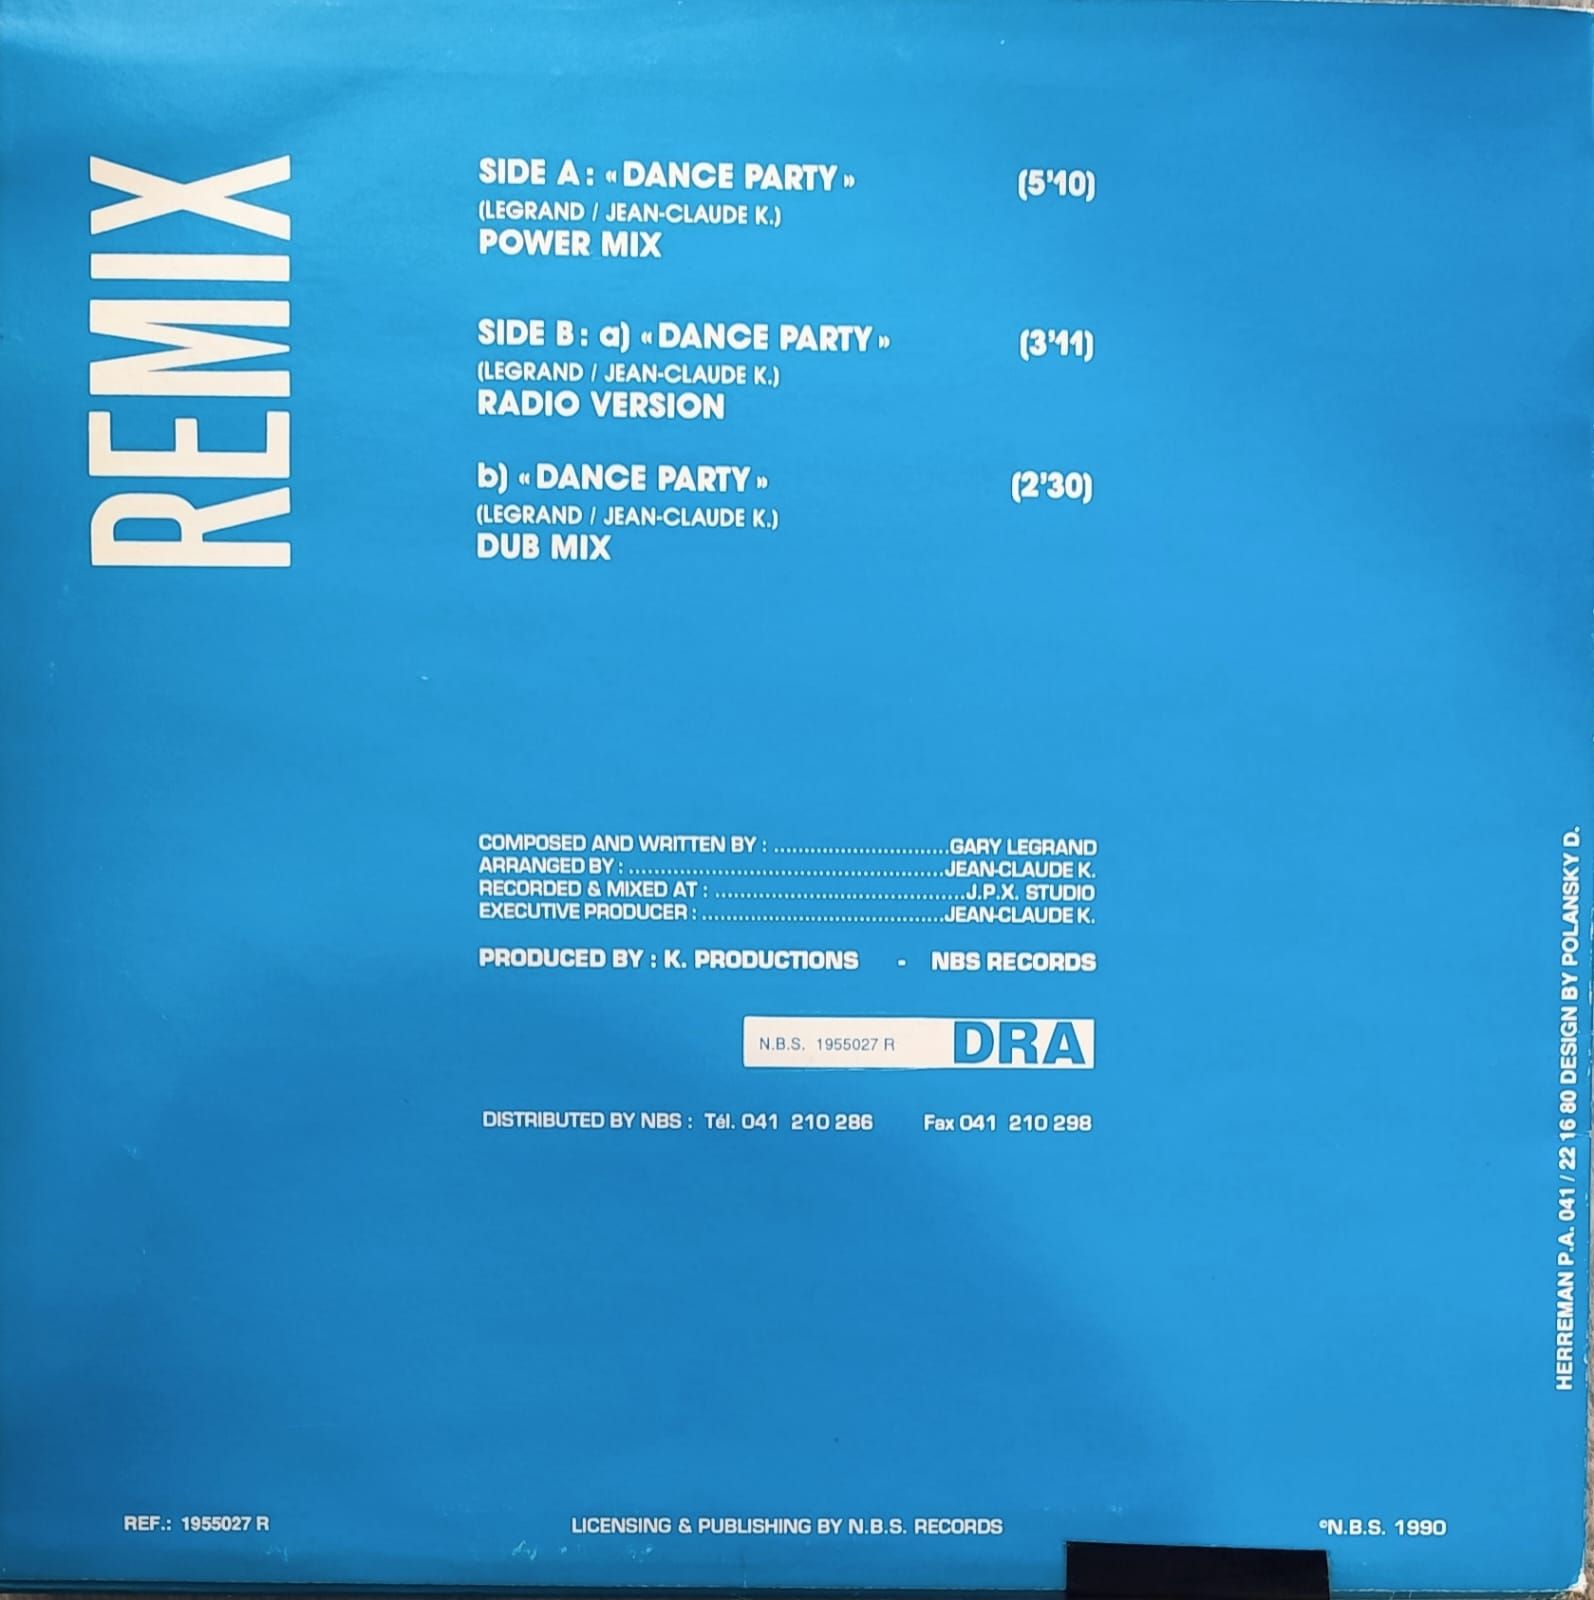 REMIX
SIDE A : « DANCE PARTY » (5'10)
(LEGRAND / JEAN-CLAUDE K.)
POWER MIX
SIDE B : a) « DANCE PARTY » (3'11)
(LEGRAND / JEAN-CLAUDE K.)
RADIO VERSION
b) « DANCE PARTY » (2'30)
(LEGRAND / JEAN-CLAUDE K.)
DUB MIX
COMPOSED AND WRITTEN BY : .............................GARY LEGRAND
ARRANGED BY : ....................................................JEAN-CLAUDE K.
RECORDED & MIXED AT : .........................................J.P.X. STUDIO
EXECUTIVE PRODUCER : ........................................JEAN-CLAUDE K.
PRODUCED BY : K. PRODUCTIONS - NBS RECORDS
N.B.S. 1955027 R DRA
DISTRIBUTED BY NBS : Tél. 041 210 286 Fax 041 210 298
HERREMAN P.A. 041 / 22 16 80 DESIGN BY POLANSKY D.
REF.: 1955027 R LICENSING & PUBLISHING BY N.B.S. RECORDS ©N.B.S. 1990